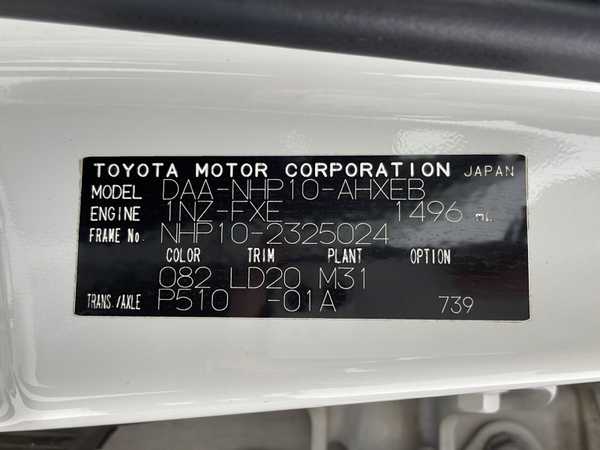 TOYOTA MOTOR CORPORATION JAPAN
MODEL DAA-NHP10-AHXEB
ENGINE 1NZ-FXE 1496 mL
FRAME No. NHP10-2325024
COLOR TRIM PLANT OPTION
082 LD20 M31
TRANS./AXLE P510 -01A 739